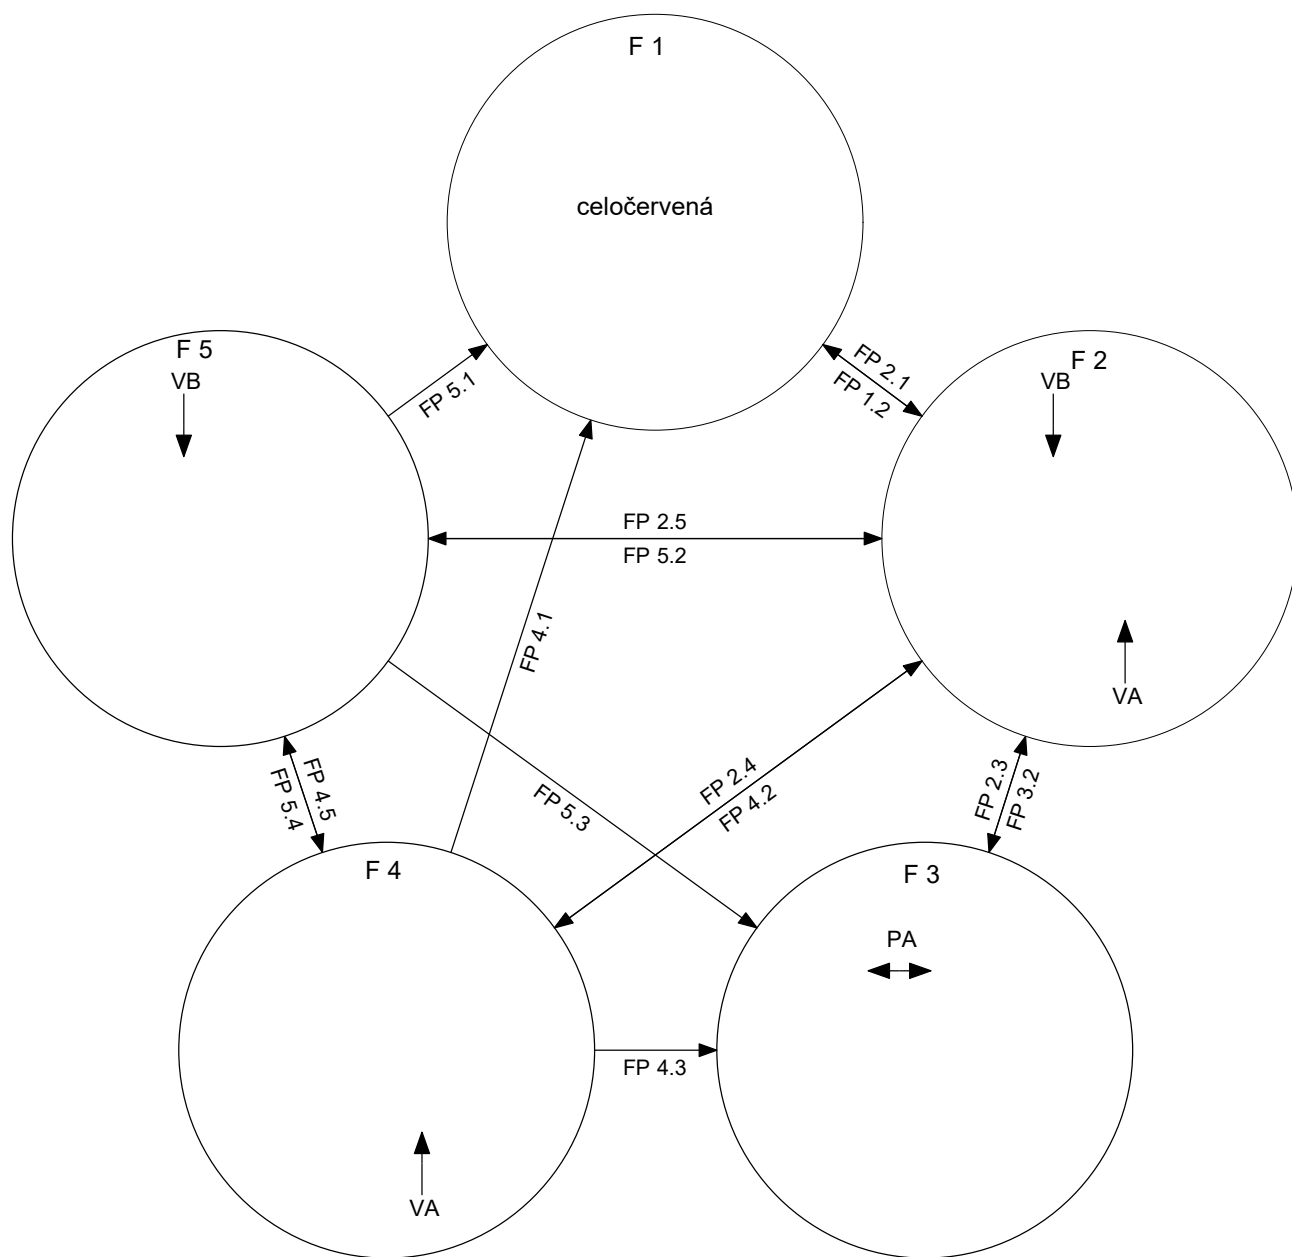 F 1
celočervená
F 5
VB
FP 5.1
FP 2.1
FP 1.2
F 2
VB
FP 2.5
FP 5.2
FP 4.1
VA
FP 4.5
FP 5.4
FP 5.3
FP 2.4
FP 4.2
FP 2.3
FP 3.2
F 4
F 3
PA
FP 4.3
VA